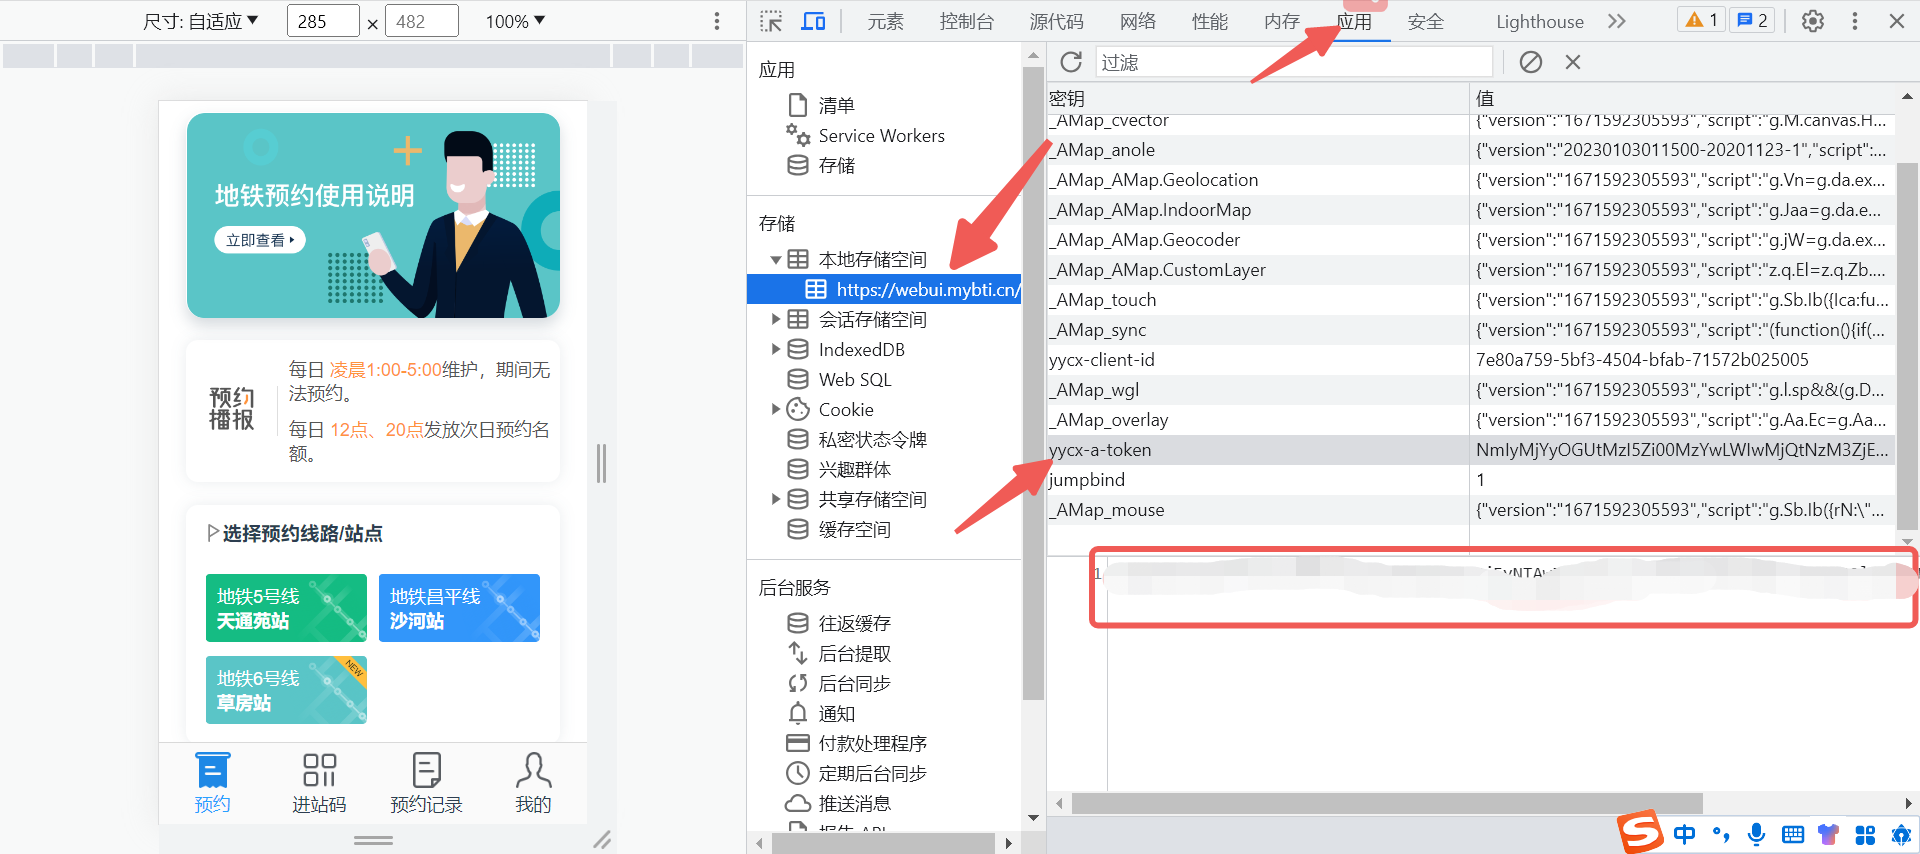 尺寸: 自适应 ▼ 285 × 482 100% ▼
地铁预约使用说明
立即查看
预约
播报
每日 凌晨1:00-5:00维护，期间无
法预约。
每日 12点、20点发放次日预约名
额。
选择预约线路/站点
地铁5号线
天通苑站
地铁昌平线
沙河站
地铁6号线
草房站
NEW
预约 进站码 预约记录 我的
元素 控制台 源代码 网络 性能 内存 应用 安全 Lighthouse 1 2
应用
清单
Service Workers
存储
存储
本地存储空间
https://webui.mybti.cn/
会话存储空间
IndexedDB
Web SQL
Cookie
私密状态令牌
兴趣群体
共享存储空间
缓存空间
后台服务
往返缓存
后台提取
后台同步
通知
付款处理程序
定期后台同步
推送消息
过滤
密钥 值
_AMap_cvector {"version":"1671592305593","script":"g.M.canvas.H...
_AMap_anole {"version":"20230103011500-20201123-1","script":...
_AMap_AMap.Geolocation {"version":"1671592305593","script":"g.Vn=g.da.ex...
_AMap_AMap.IndoorMap {"version":"1671592305593","script":"g.Jaa=g.da.e...
_AMap_AMap.Geocoder {"version":"1671592305593","script":"g.jW=g.da.ex...
_AMap_AMap.CustomLayer {"version":"1671592305593","script":"z.q.El=z.q.Zb....
_AMap_touch {"version":"1671592305593","script":"g.Sb.Ib({Ica:fu...
_AMap_sync {"version":"1671592305593","script":"(function(){if(...
yycx-client-id 7e80a759-5bf3-4504-bfab-71572b025005
_AMap_wgl {"version":"1671592305593","script":"g.l.sp&&(g.D...
_AMap_overlay {"version":"1671592305593","script":"g.Aa.Ec=g.Aa...
yycx-a-token NmIyMjYyOGUtMzI5Zi00MzYwLWIwMjQtNzM3ZjE...
jumpbind 1
_AMap_mouse {"version":"1671592305593","script":"g.Sb.Ib({rN:\"...
1
中